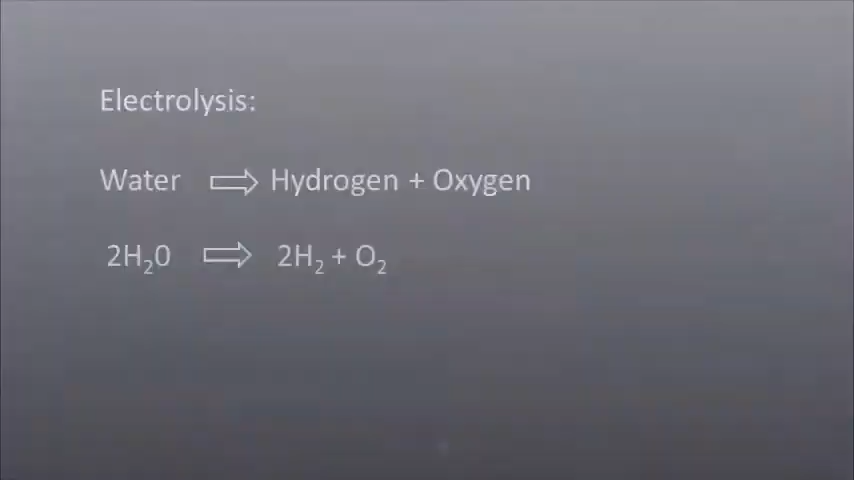 Electrolysis:
Water ⇨ Hydrogen + Oxygen
2H₂0 ⇨ 2H₂ + O₂